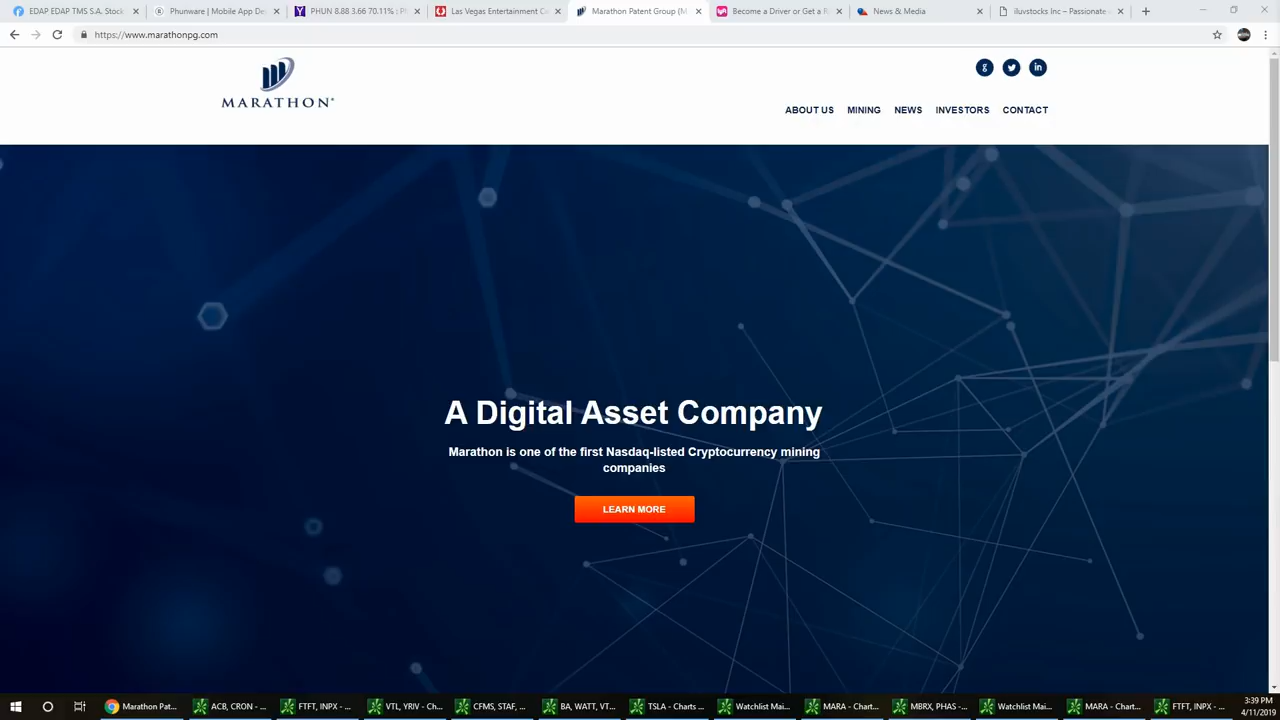 EDAP EDAP TMS S.A. Stock
Phunware | Mobile App De
PHUN 8.88 3.66 70.11% : P
Las Vegas Entertainment C
Marathon Patent Group (M
Become a Driver or Get a R
News & Media
iluvstocks Inc – Passionate
https://www.marathonpg.com
MARATHON
ABOUT US MINING NEWS INVESTORS CONTACT
A Digital Asset Company
Marathon is one of the first Nasdaq-listed Cryptocurrency mining
companies
LEARN MORE
Marathon Pat...
ACB, CRON - ...
FTFT, INPX - ...
VTL, YRIV - Ch...
CFMS, STAF, ...
BA, WATT, VT...
TSLA - Charts ...
Watchlist Mai...
MARA - Chart...
MBRX, PHAS - ...
Watchlist Mai...
MARA - Chart...
FTFT, INPX - ...
3:39 PM
4/11/2019